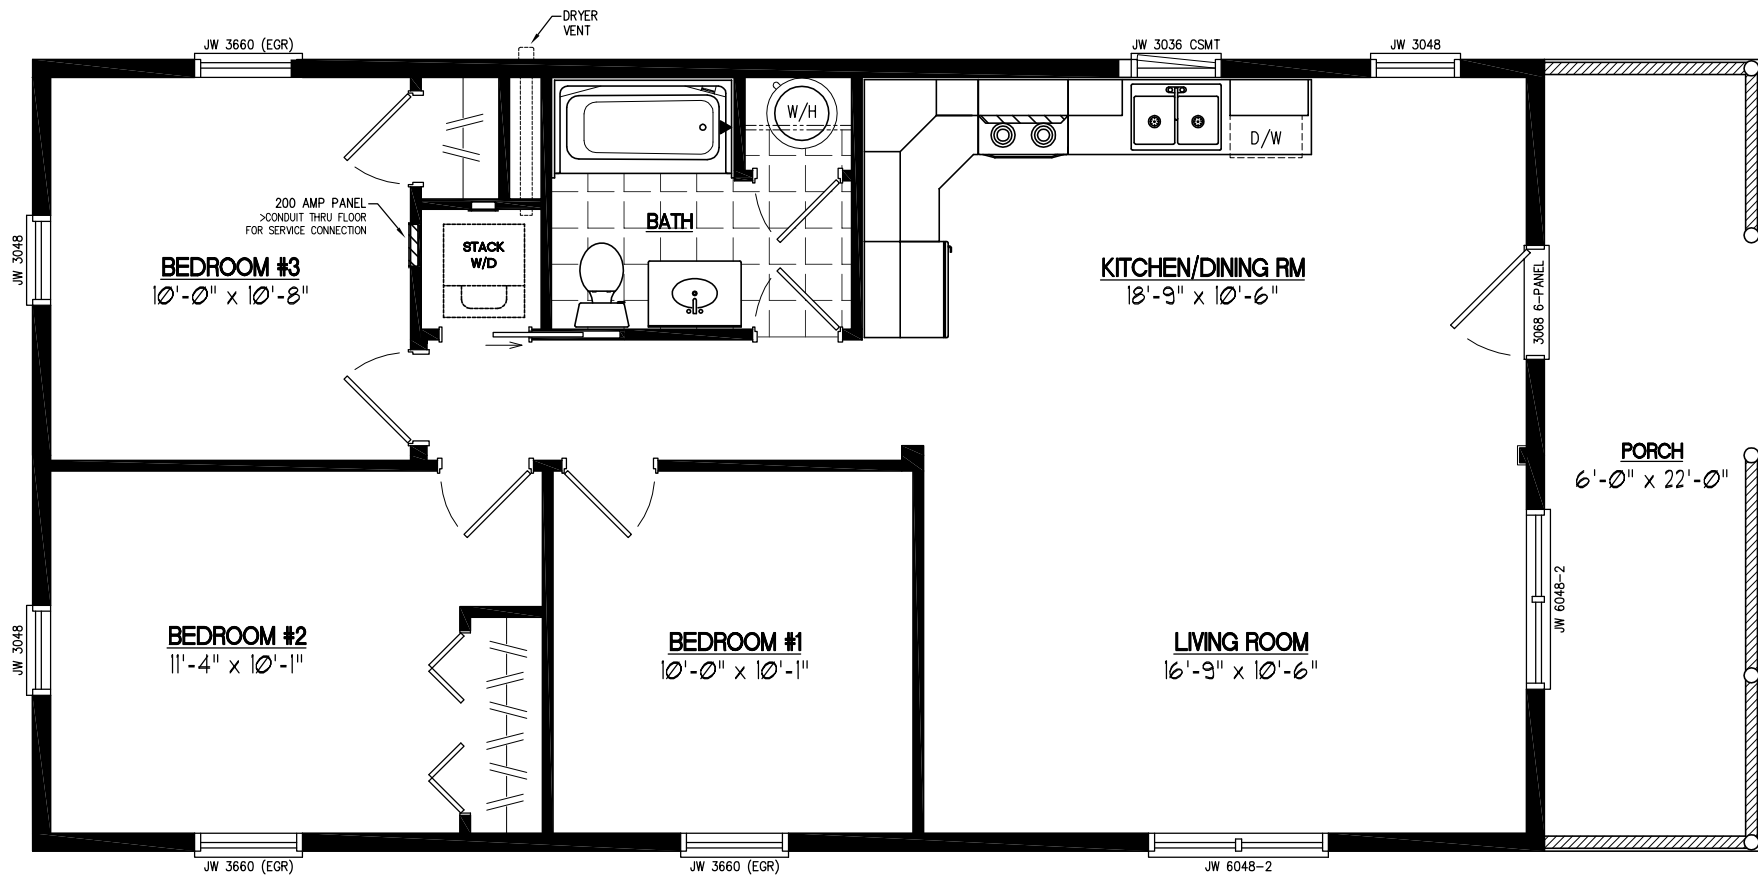 DRYER
VENT
JW 3660 (EGR)
JW 3036 CSMT
JW 3048
W/H
D/W
200 AMP PANEL
>CONDUIT THRU FLOOR
FOR SERVICE CONNECTION
BATH
STACK
W/D
JW 3048
BEDROOM #3
10'-0" x 10'-8"
KITCHEN/DINING RM
18'-9" x 10'-6"
3068 6-PANEL
PORCH
6'-0" x 22'-0"
JW 6048-2
JW 3048
BEDROOM #2
11'-4" x 10'-1"
BEDROOM #1
10'-0" x 10'-1"
LIVING ROOM
16'-9" x 10'-6"
JW 3660 (EGR)
JW 3660 (EGR)
JW 6048-2